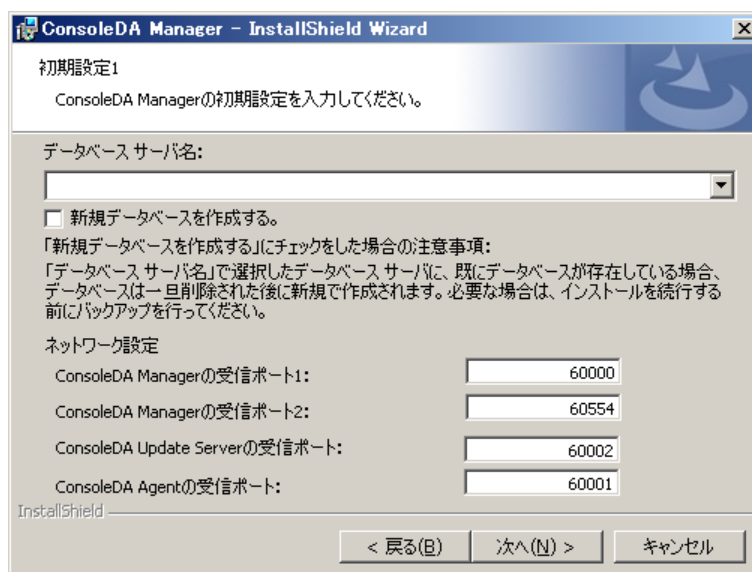 ConsoleDA Manager - InstallShield Wizard
初期設定1
ConsoleDA Managerの初期設定を入力してください。
データベース サーバ名:
新規データベースを作成する。
「新規データベースを作成する」にチェックをした場合の注意事項:
「データベース サーバ名」で選択したデータベース サーバに、既にデータベースが存在している場合、
データベースは一旦削除された後に新規で作成されます。必要な場合は、インストールを続行する
前にバックアップを行ってください。
ネットワーク設定
ConsoleDA Managerの受信ポート1: 60000
ConsoleDA Managerの受信ポート2: 60554
ConsoleDA Update Serverの受信ポート: 60002
ConsoleDA Agentの受信ポート: 60001
InstallShield
< 戻る(B) 次へ(N) > キャンセル